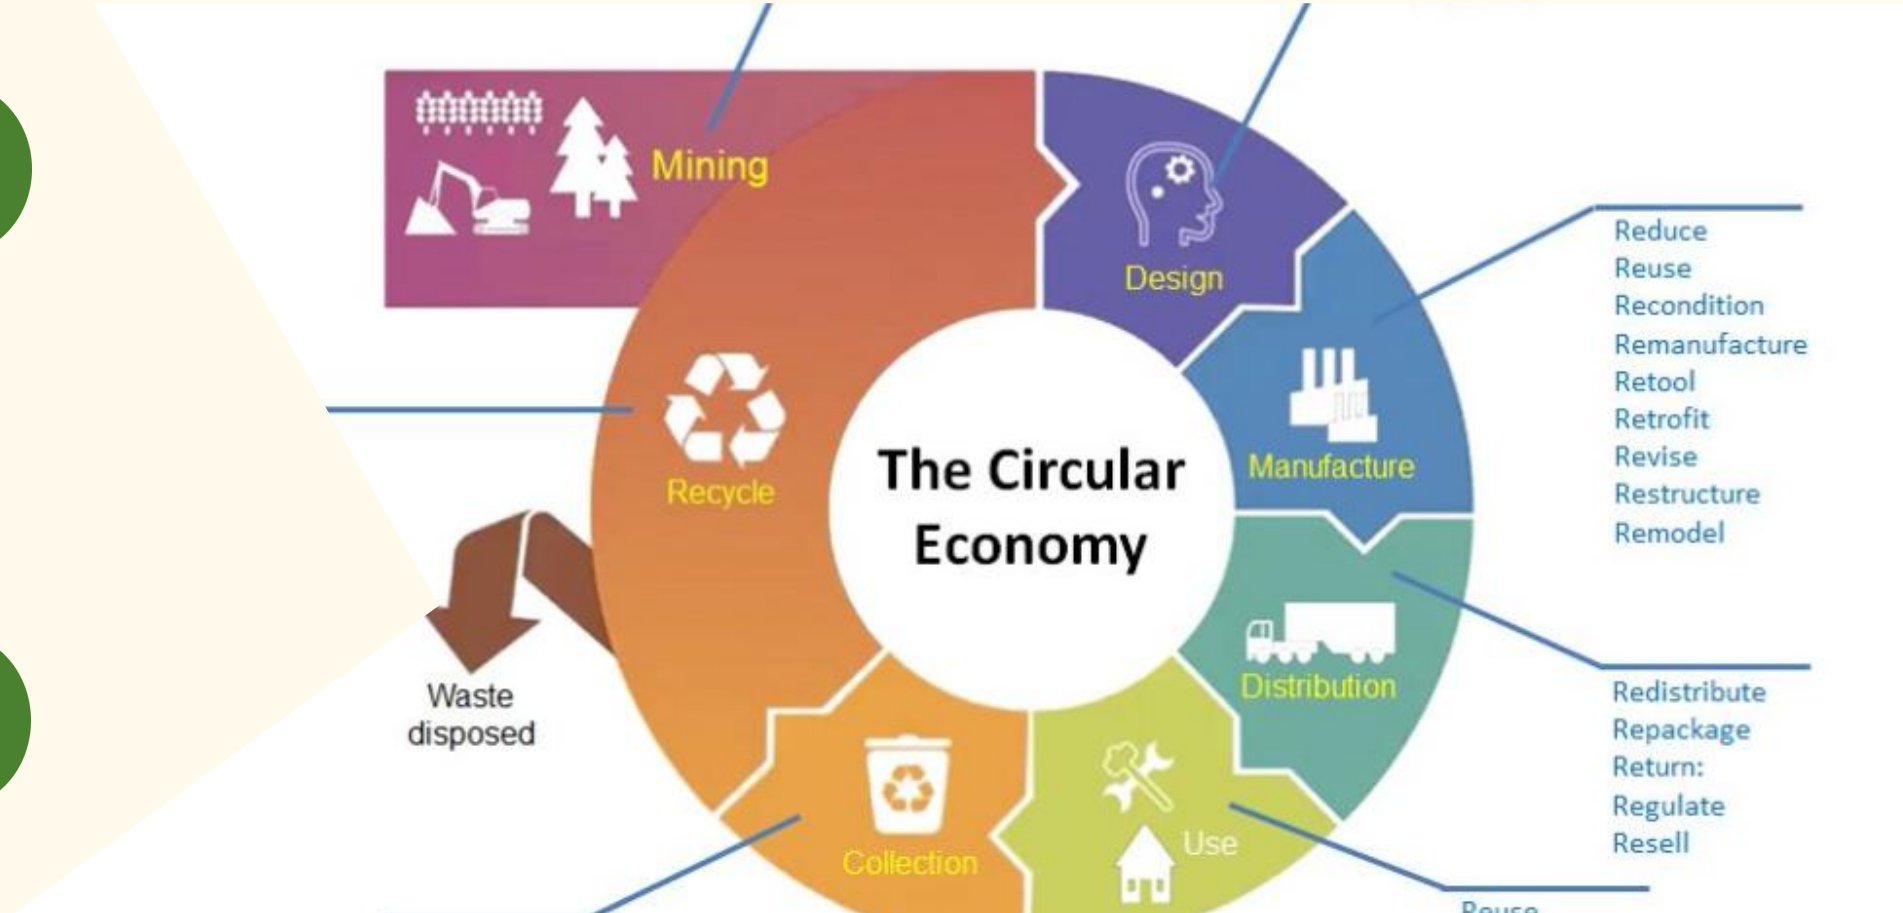 Mining
Design
Reduce
Reuse
Recondition
Remanufacture
Retool
Retrofit
Revise
Restructure
Remodel
Manufacture
Recycle
The Circular
Economy
Distribution
Waste
disposed
Redistribute
Repackage
Return:
Regulate
Resell
Use
Collection
Reuse